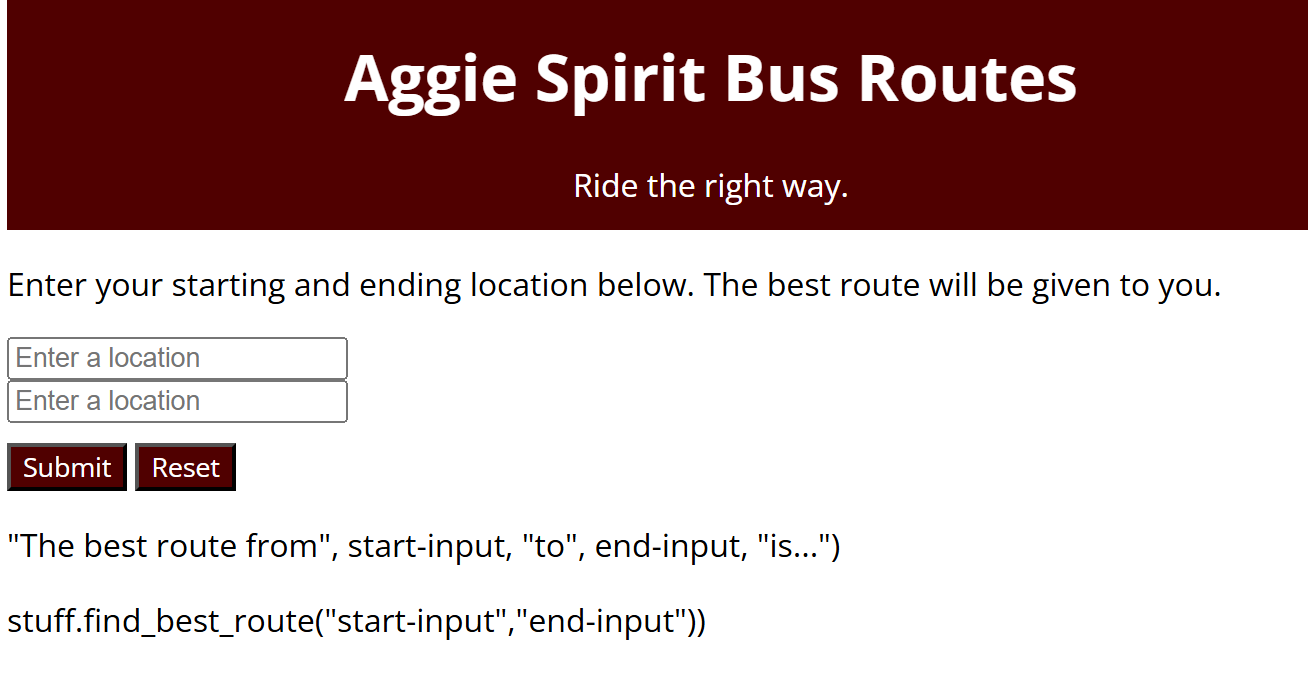 Aggie Spirit Bus Routes
Ride the right way.
Enter your starting and ending location below. The best route will be given to you.
Enter a location
Enter a location
Submit Reset
"The best route from", start-input, "to", end-input, "is...")
stuff.find_best_route("start-input","end-input"))